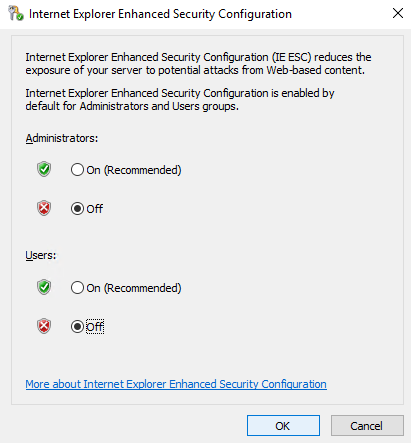 Internet Explorer Enhanced Security Configuration
Internet Explorer Enhanced Security Configuration (IE ESC) reduces the
exposure of your server to potential attacks from Web-based content.
Internet Explorer Enhanced Security Configuration is enabled by
default for Administrators and Users groups.
Administrators:
On (Recommended)
Off
Users:
On (Recommended)
Off
More about Internet Explorer Enhanced Security Configuration
OK Cancel